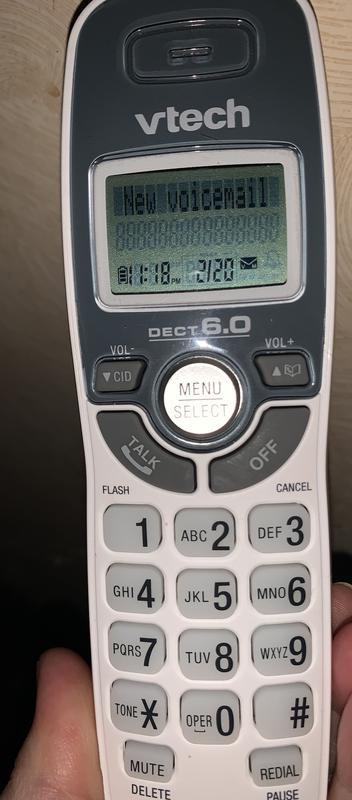 vtech
New voicemail
11:18 PM 2/20
DECT 6.0
VOL- VOL+
▼CID ▲
MENU
SELECT
TALK OFF
FLASH CANCEL
1 ABC 2 DEF 3
GHI 4 JKL 5 MNO 6
PQRS 7 TUV 8 WXYZ 9
TONE * OPER 0 #
MUTE REDIAL
DELETE PAUSE